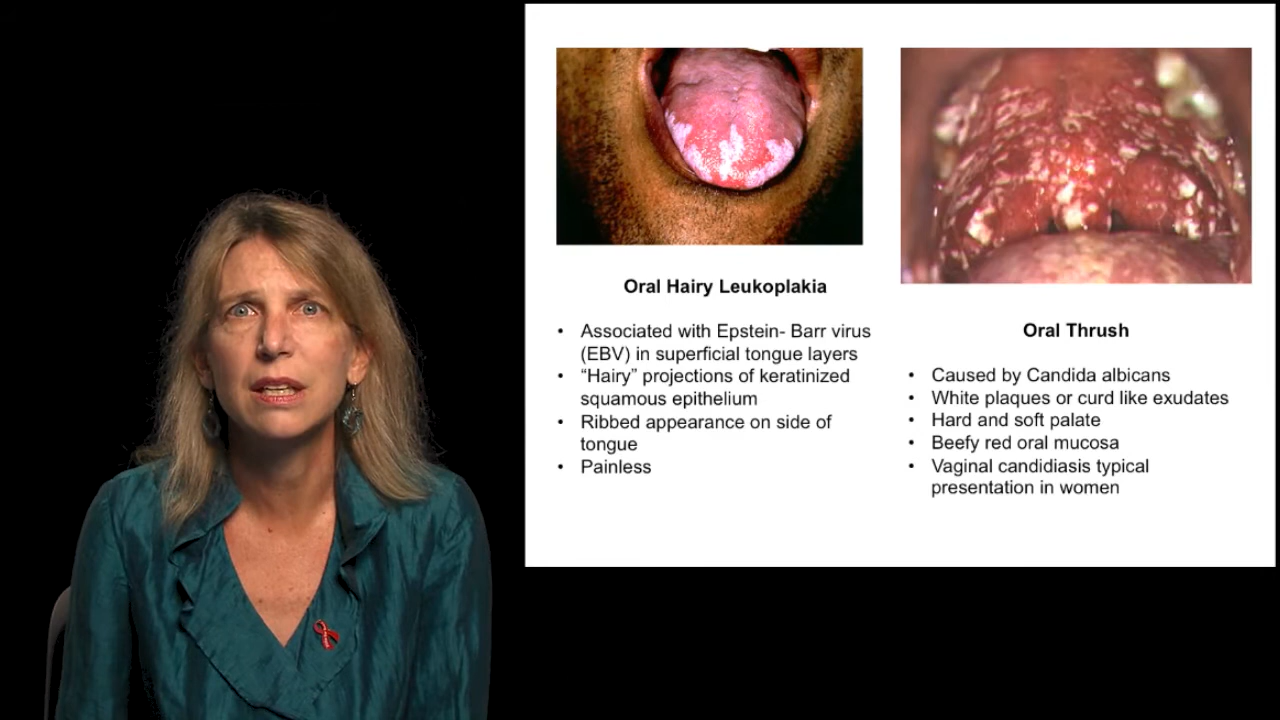 Oral Hairy Leukoplakia
• Associated with Epstein- Barr virus
(EBV) in superficial tongue layers
• “Hairy” projections of keratinized
squamous epithelium
• Ribbed appearance on side of
tongue
• Painless
Oral Thrush
• Caused by Candida albicans
• White plaques or curd like exudates
• Hard and soft palate
• Beefy red oral mucosa
• Vaginal candidiasis typical
presentation in women